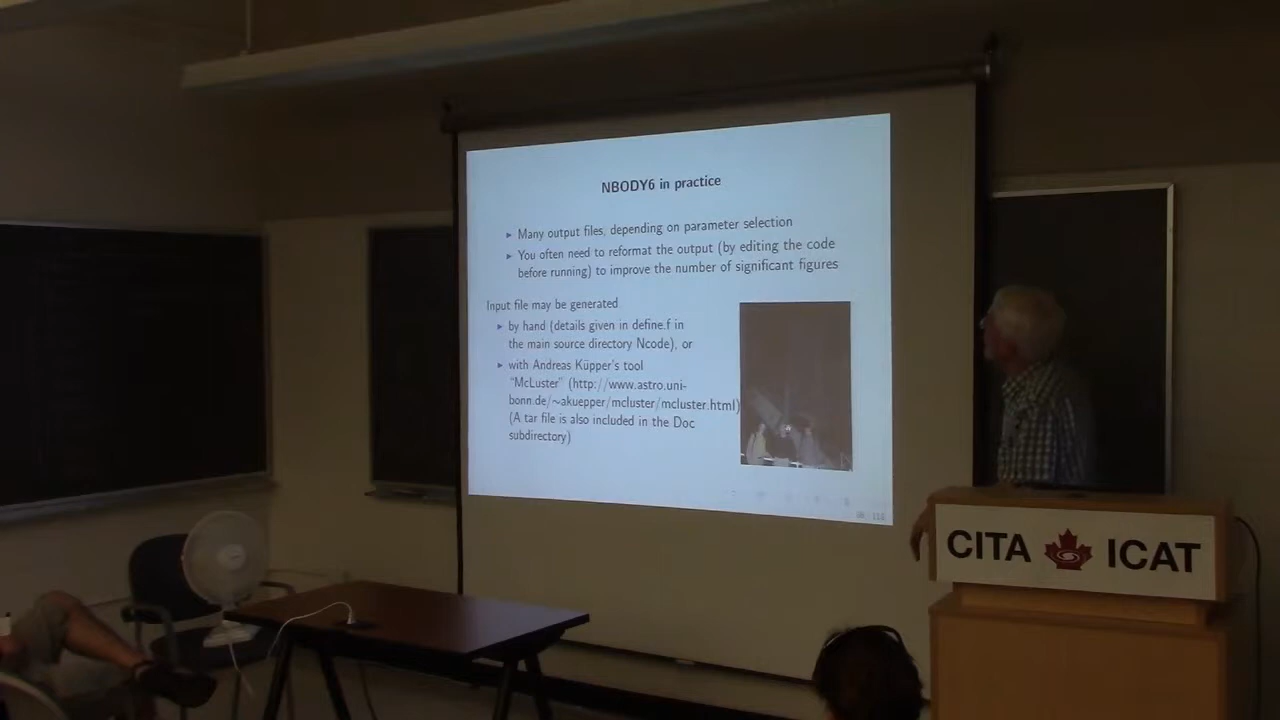 NBODY6 in practice
▸ Many output files, depending on parameter selection
▸ You often need to reformat the output (by editing the code
before running) to improve the number of significant figures
Input file may be generated
▸ by hand (details given in define.f in
the main source directory Ncode), or
▸ with Andreas Küpper's tool
"McLuster" (http://www.astro.uni-
bonn.de/~akuepper/mcluster/mcluster.html)
(A tar file is also included in the Doc
subdirectory)
CITA ICAT